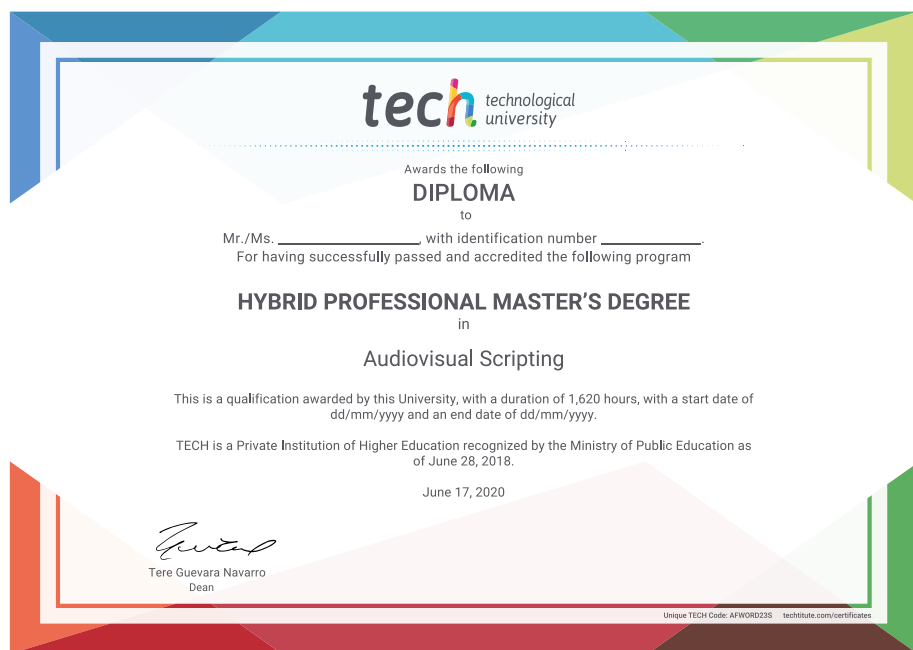 tech technological
university
Awards the following
DIPLOMA
to
Mr./Ms. ____________, with identification number ____________.
For having successfully passed and accredited the following program
HYBRID PROFESSIONAL MASTER'S DEGREE
in
Audiovisual Scripting
This is a qualification awarded by this University, with a duration of 1,620 hours, with a start date of
dd/mm/yyyy and an end date of dd/mm/yyyy.
TECH is a Private Institution of Higher Education recognized by the Ministry of Public Education as
of June 28, 2018.
June 17, 2020
Tere Guevara Navarro
Dean
Unique TECH Code: AFWORD23S techtitute.com/certificates